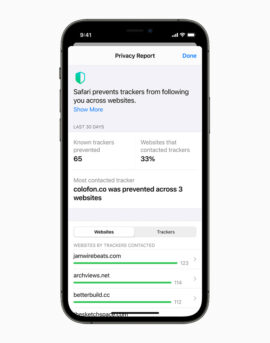 9:41
Privacy Report
Done
Safari prevents trackers from following
you across websites.
Show More
LAST 30 DAYS
Known trackers
prevented
65
Websites that
contacted trackers
33%
Most contacted tracker
colofon.co was prevented across 3
websites
Websites
Trackers
WEBSITES BY TRACKERS CONTACTED
jamwirebeats.com
123
archviews.net
114
betterbuild.cc
112